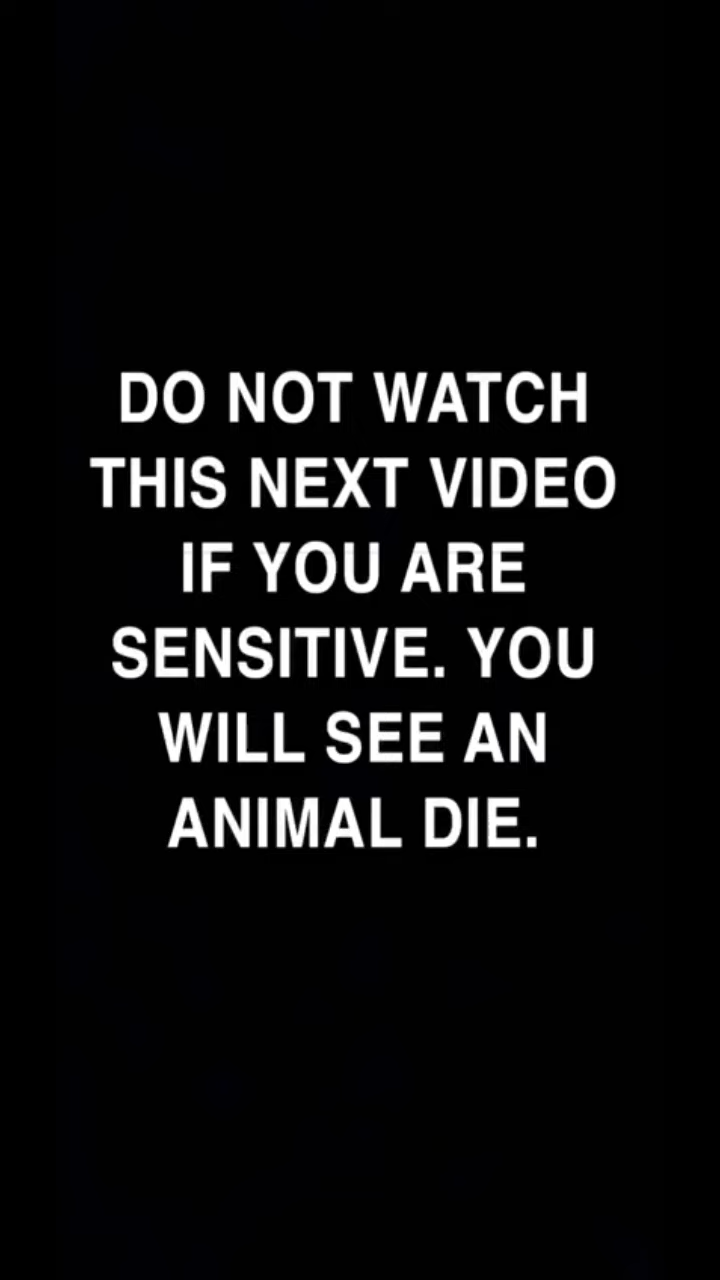 DO NOT WATCH
THIS NEXT VIDEO
IF YOU ARE
SENSITIVE. YOU
WILL SEE AN
ANIMAL DIE.